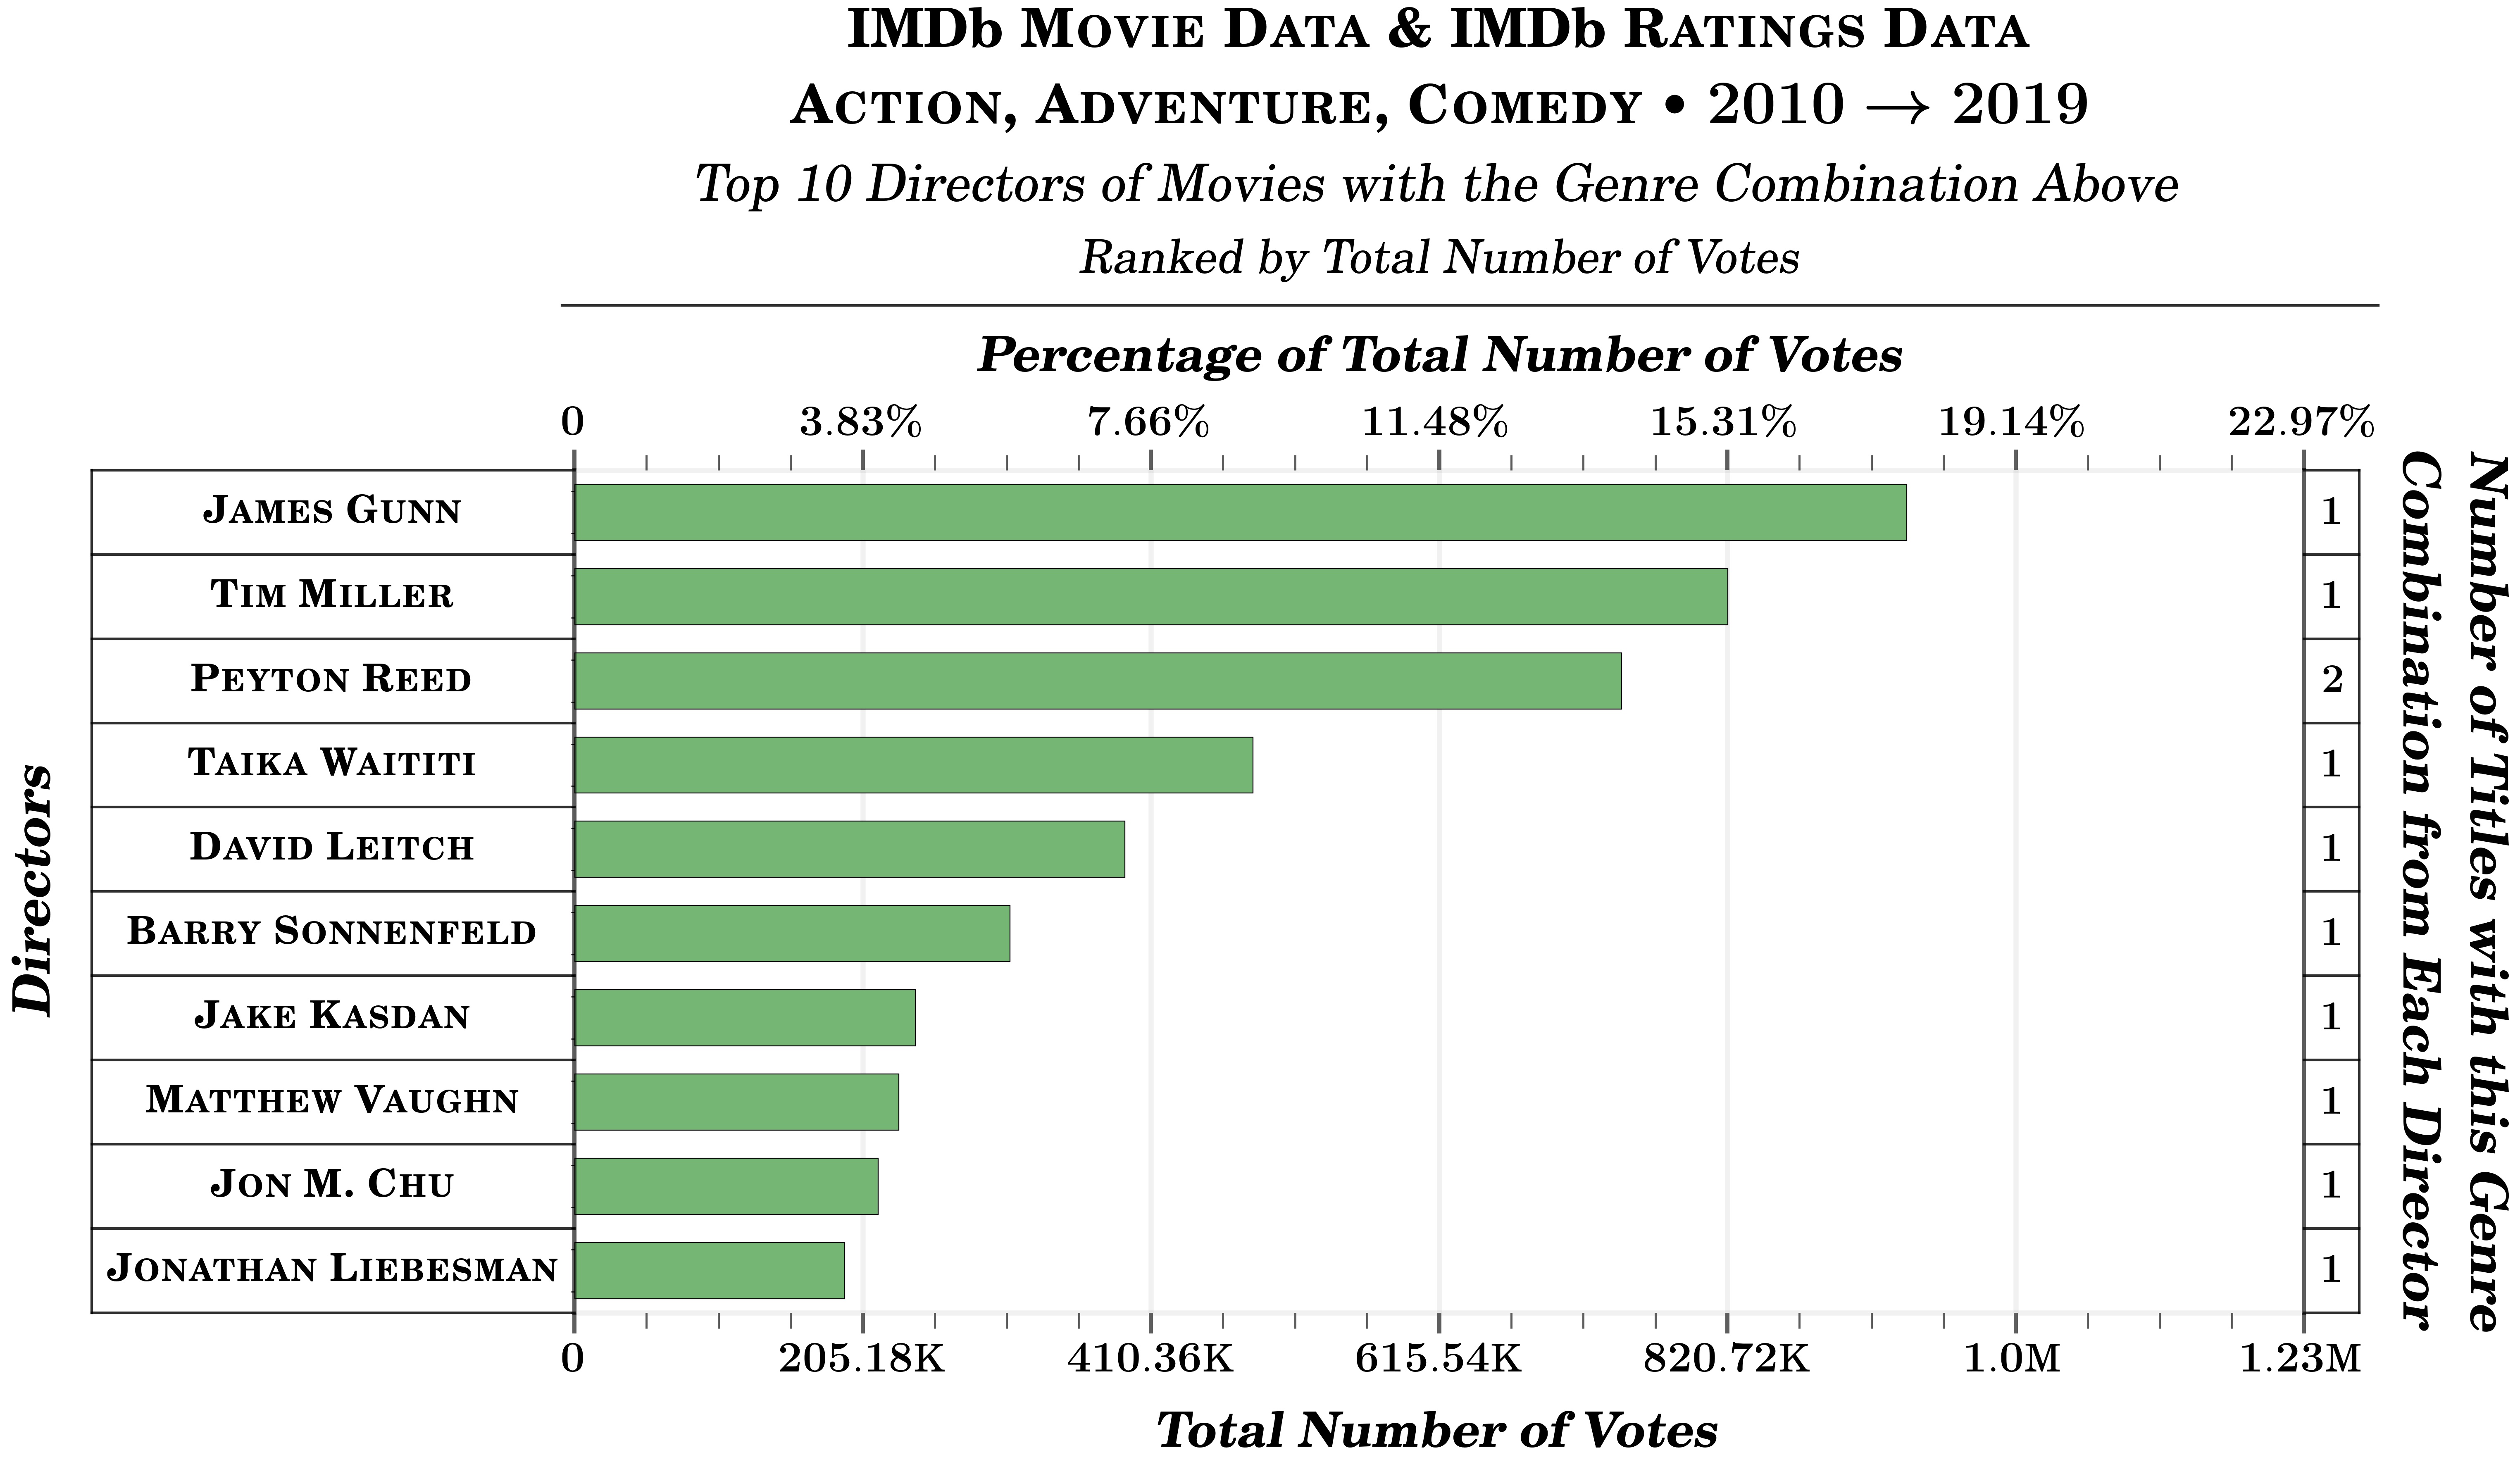 IMDb Movie Data & IMDb Ratings Data
Action, Adventure, Comedy • 2010 → 2019
Top 10 Directors of Movies with the Genre Combination Above
Ranked by Total Number of Votes
Percentage of Total Number of Votes
0 3.83% 7.66% 11.48% 15.31% 19.14% 22.97%
Directors
James Gunn 1
Tim Miller 1
Peyton Reed 2
Taika Waititi 1
David Leitch 1
Barry Sonnenfeld 1
Jake Kasdan 1
Matthew Vaughn 1
Jon M. Chu 1
Jonathan Liebesman 1
Number of Titles with this Genre
Combination from Each Director
0 205.18K 410.36K 615.54K 820.72K 1.0M 1.23M
Total Number of Votes